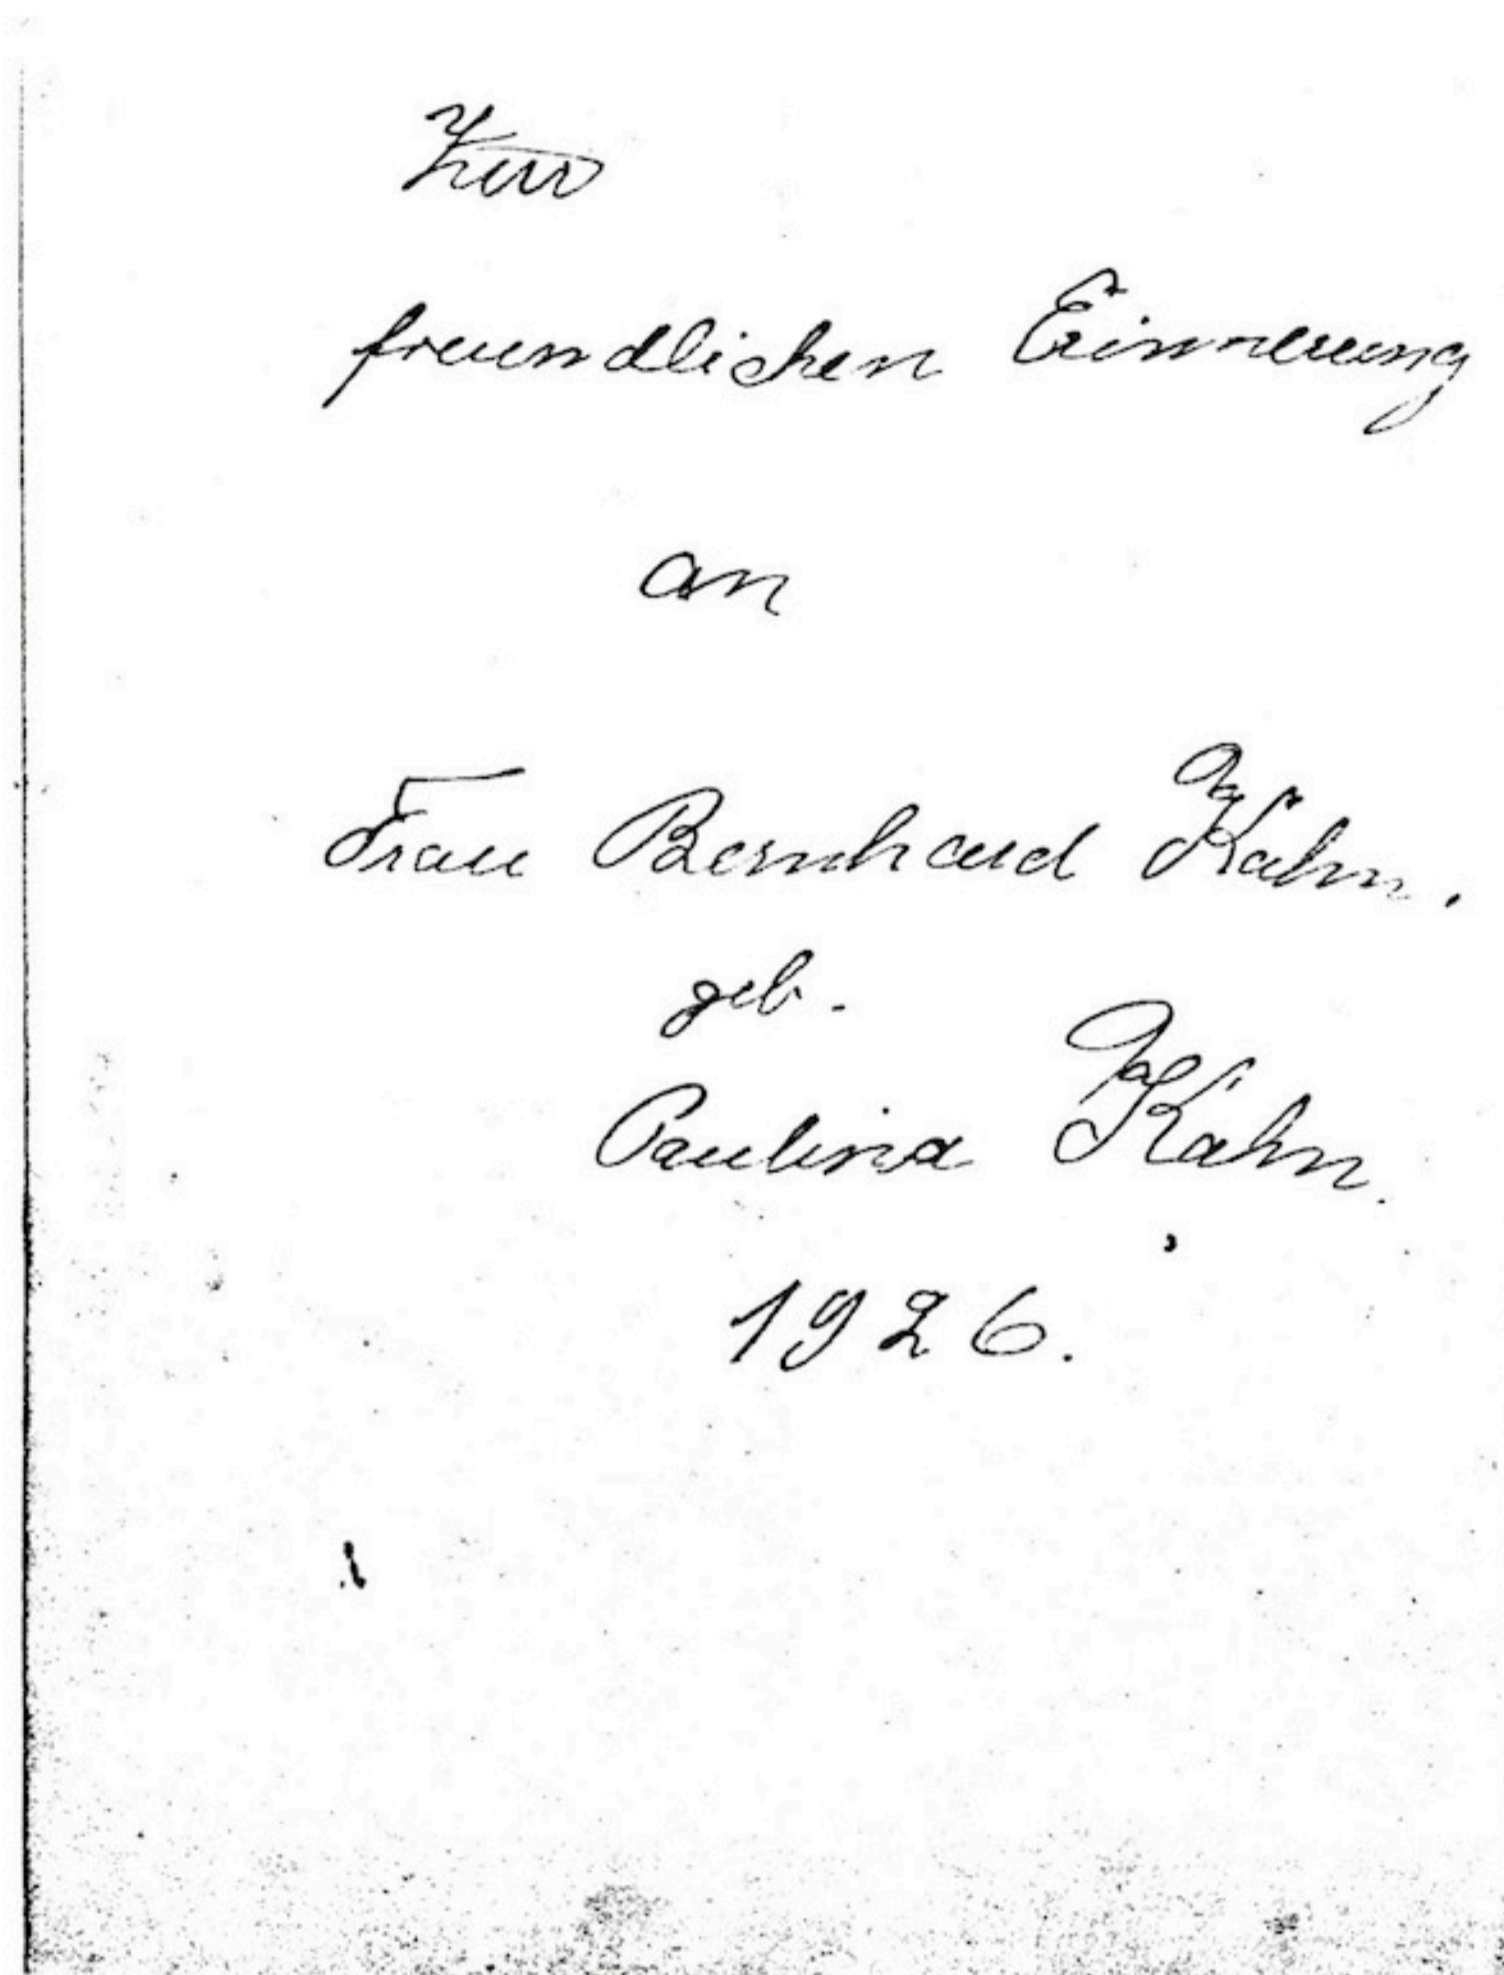 Zur
freundlichen Erinnerung
an
Frau Bernhard Kahn.
geb.
Paulina Kahn.
1926.